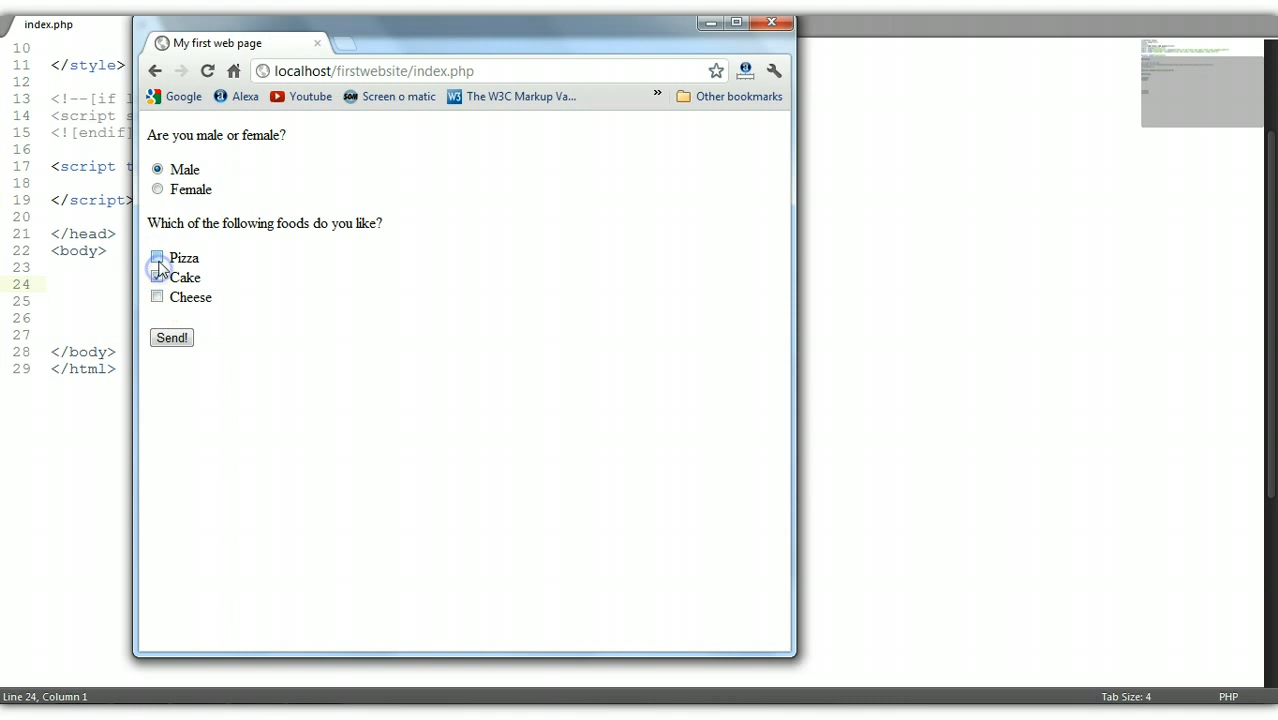 index.php
My first web page
localhost/firstwebsite/index.php
Google Alexa Youtube Screen o matic The W3C Markup Va... » Other bookmarks
10
11 </style>
12
13 <!--[if l
14 <script s
15 <![endif]
16
17 <script t
18
19 </script>
20
21 </head>
22 <body>
23
24
25
26
27
28 </body>
29 </html>
Are you male or female?
Male
Female
Which of the following foods do you like?
Pizza
Cake
Cheese
Send!
Line 24, Column 1
Tab Size: 4
PHP